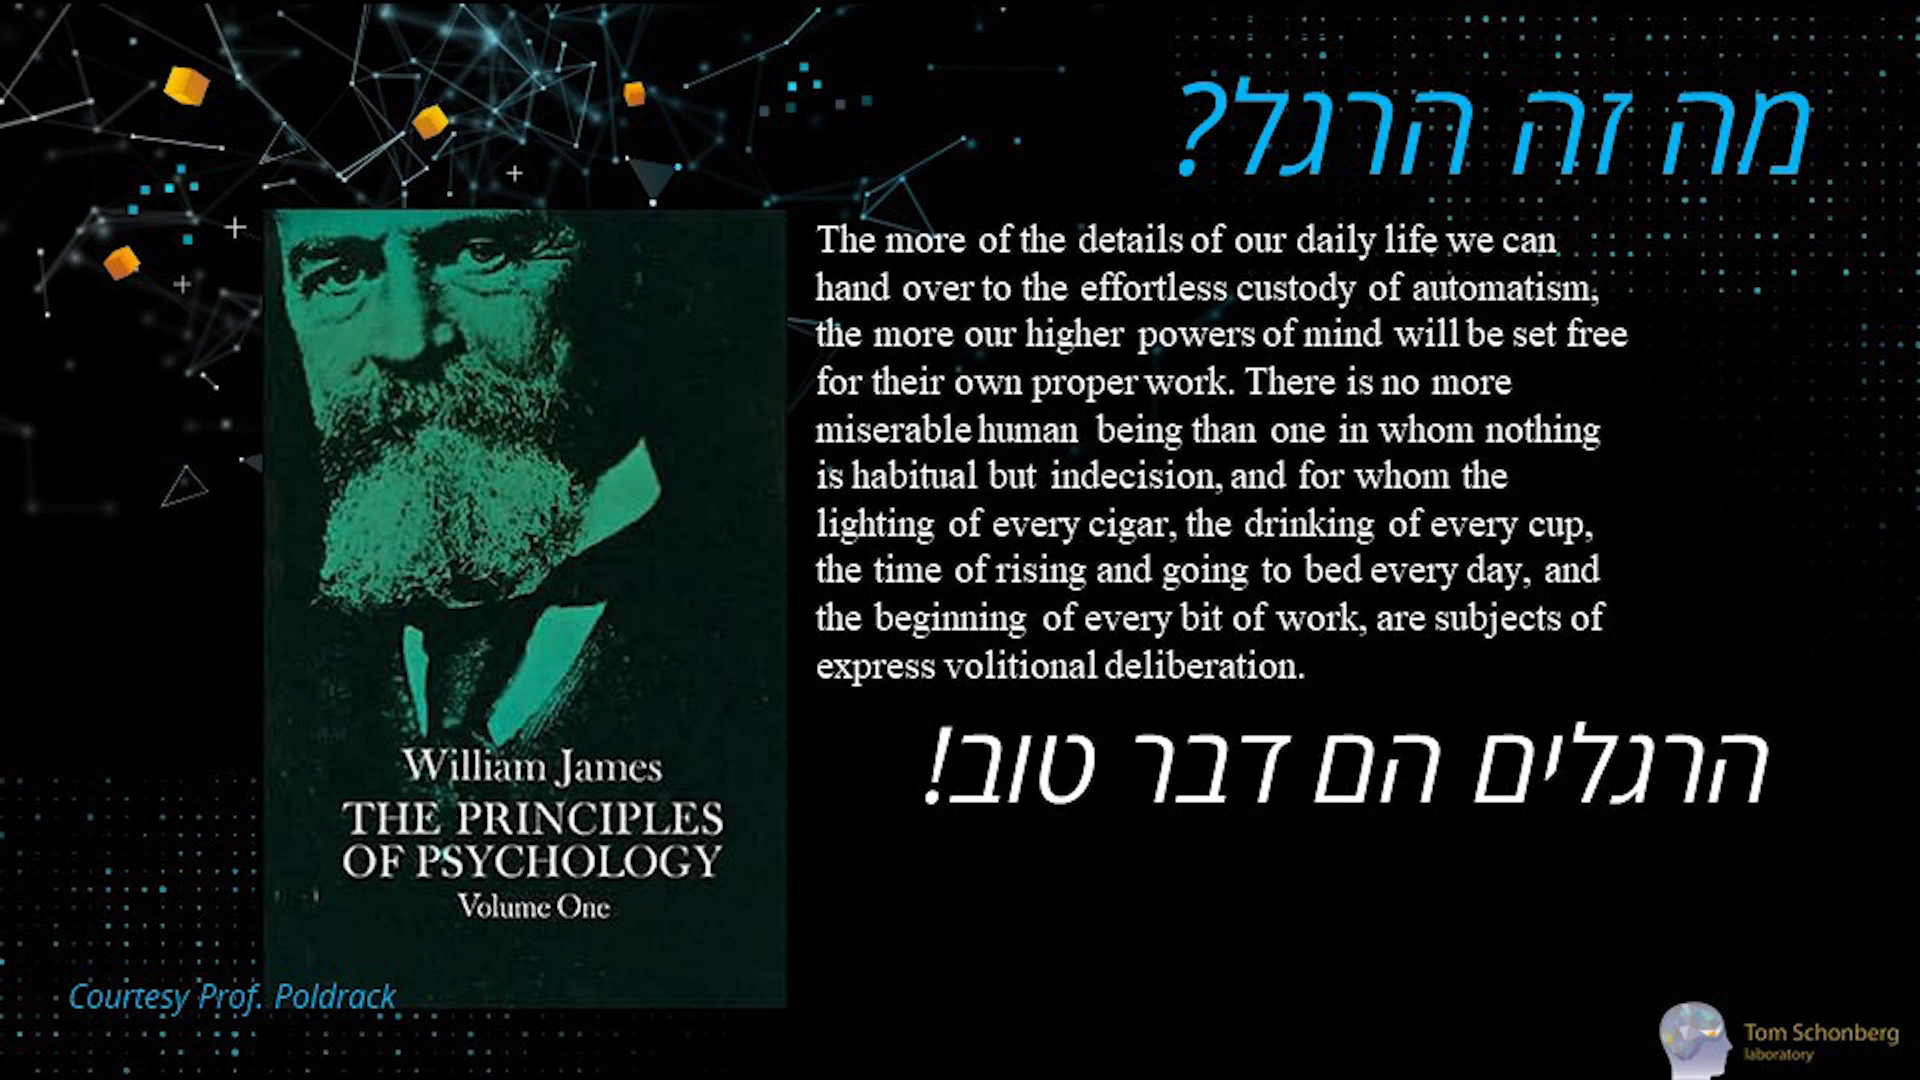 מה זה הרגל?
The more of the details of our daily life we can
hand over to the effortless custody of automatism,
the more our higher powers of mind will be set free
for their own proper work. There is no more
miserable human being than one in whom nothing
is habitual but indecision, and for whom the
lighting of every cigar, the drinking of every cup,
the time of rising and going to bed every day, and
the beginning of every bit of work, are subjects of
express volitional deliberation.
הרגלים הם דבר טוב!
William James
THE PRINCIPLES
OF PSYCHOLOGY
Volume One
Courtesy Prof. Poldrack
Tom Schonberg
laboratory